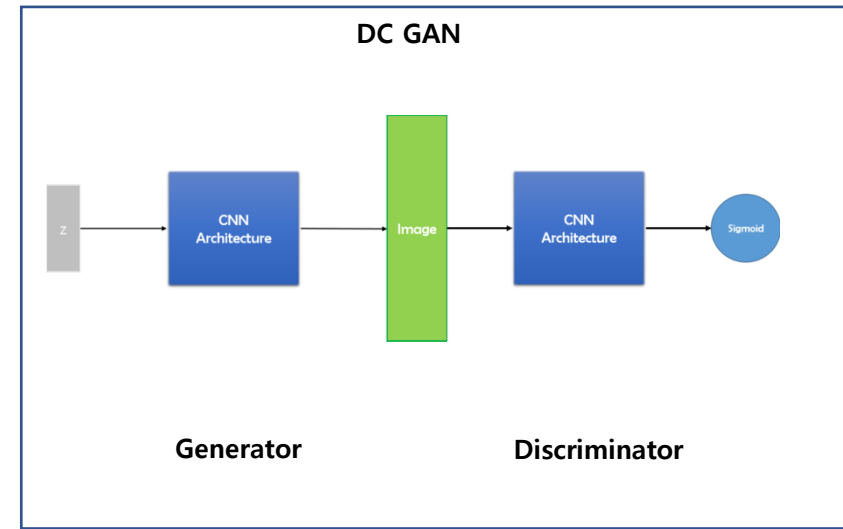 DC GAN
Z
CNN
Architecture
Image
CNN
Architecture
Sigmoid
Generator
Discriminator